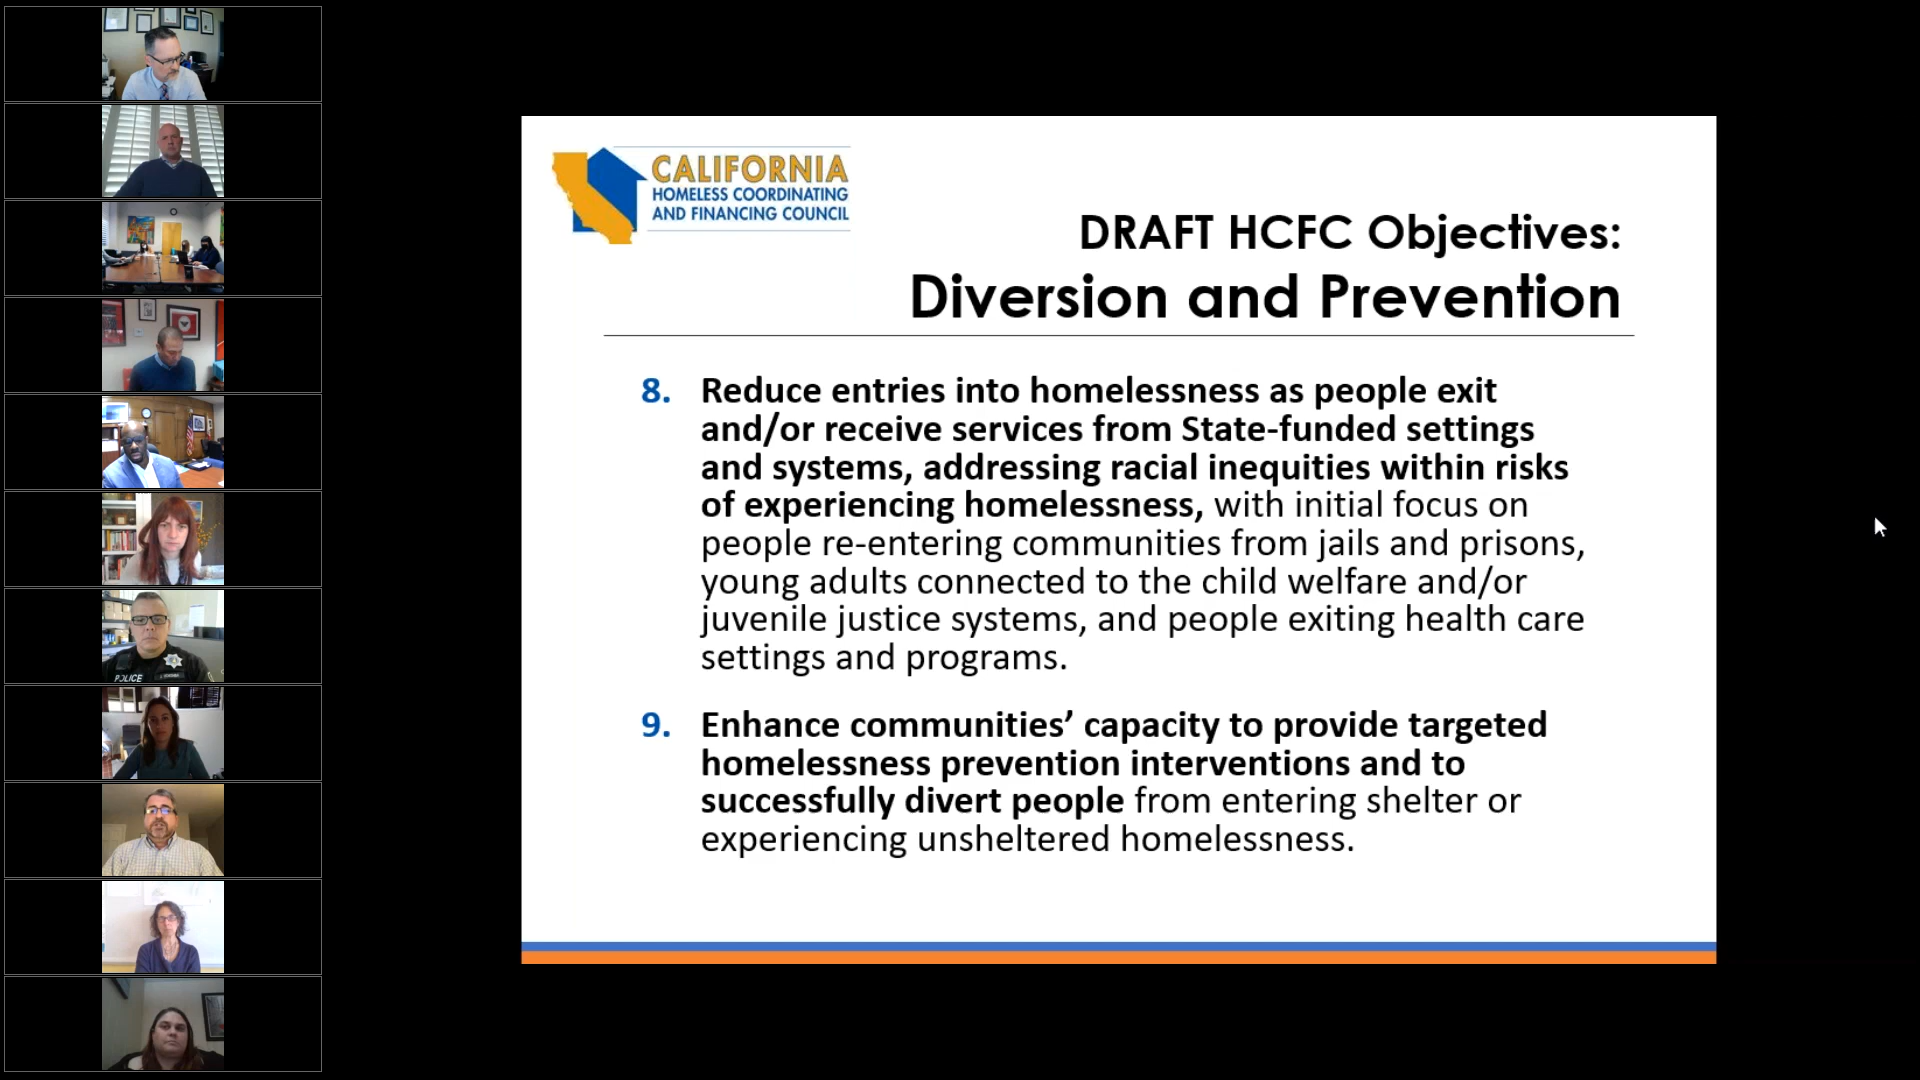 CALIFORNIA
HOMELESS COORDINATING
AND FINANCING COUNCIL
DRAFT HCFC Objectives:
Diversion and Prevention
8. Reduce entries into homelessness as people exit
and/or receive services from State-funded settings
and systems, addressing racial inequities within risks
of experiencing homelessness, with initial focus on
people re-entering communities from jails and prisons,
young adults connected to the child welfare and/or
juvenile justice systems, and people exiting health care
settings and programs.
9. Enhance communities’ capacity to provide targeted
homelessness prevention interventions and to
successfully divert people from entering shelter or
experiencing unsheltered homelessness.
POLICE